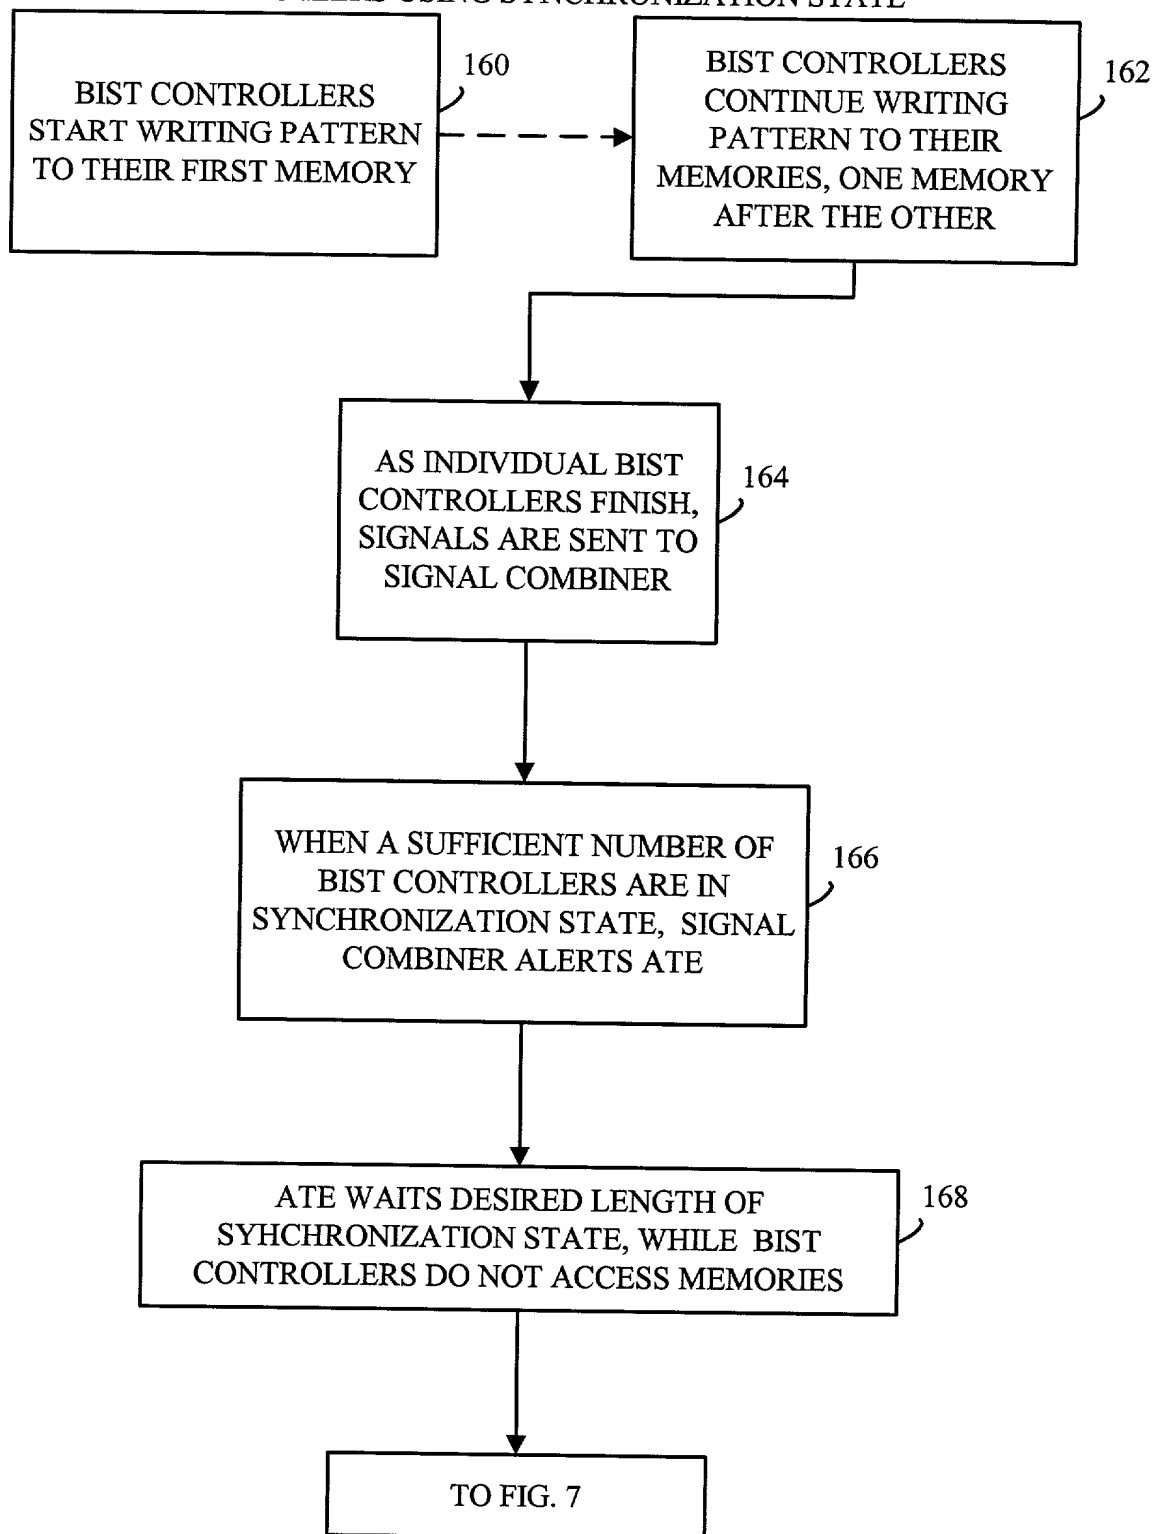 USING SYNCHRONIZATION STATE
BIST CONTROLLERS
START WRITING PATTERN
TO THEIR FIRST MEMORY
160
BIST CONTROLLERS
CONTINUE WRITING
PATTERN TO THEIR
MEMORIES, ONE MEMORY
AFTER THE OTHER
162
AS INDIVIDUAL BIST
CONTROLLERS FINISH,
SIGNALS ARE SENT TO
SIGNAL COMBINER
164
WHEN A SUFFICIENT NUMBER OF
BIST CONTROLLERS ARE IN
SYNCHRONIZATION STATE, SIGNAL
COMBINER ALERTS ATE
166
ATE WAITS DESIRED LENGTH OF
SYHCHRONIZATION STATE, WHILE BIST
CONTROLLERS DO NOT ACCESS MEMORIES
168
TO FIG. 7